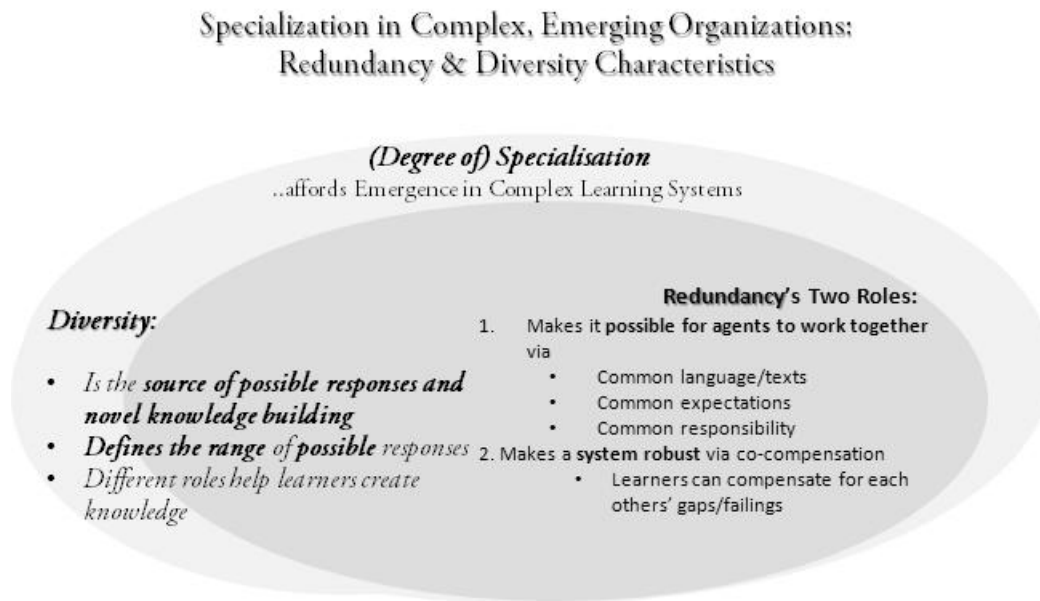 Specialization in Complex, Emerging Organizations:
Redundancy & Diversity Characteristics
(Degree of) Specialisation
..affords Emergence in Complex Learning Systems
Diversity:
• Is the source of possible responses and
novel knowledge building
• Defines the range of possible responses
• Different roles help learners create
knowledge
Redundancy's Two Roles:
1. Makes it possible for agents to work together
via
• Common language/texts
• Common expectations
• Common responsibility
2. Makes a system robust via co-compensation
• Learners can compensate for each
others' gaps/failings